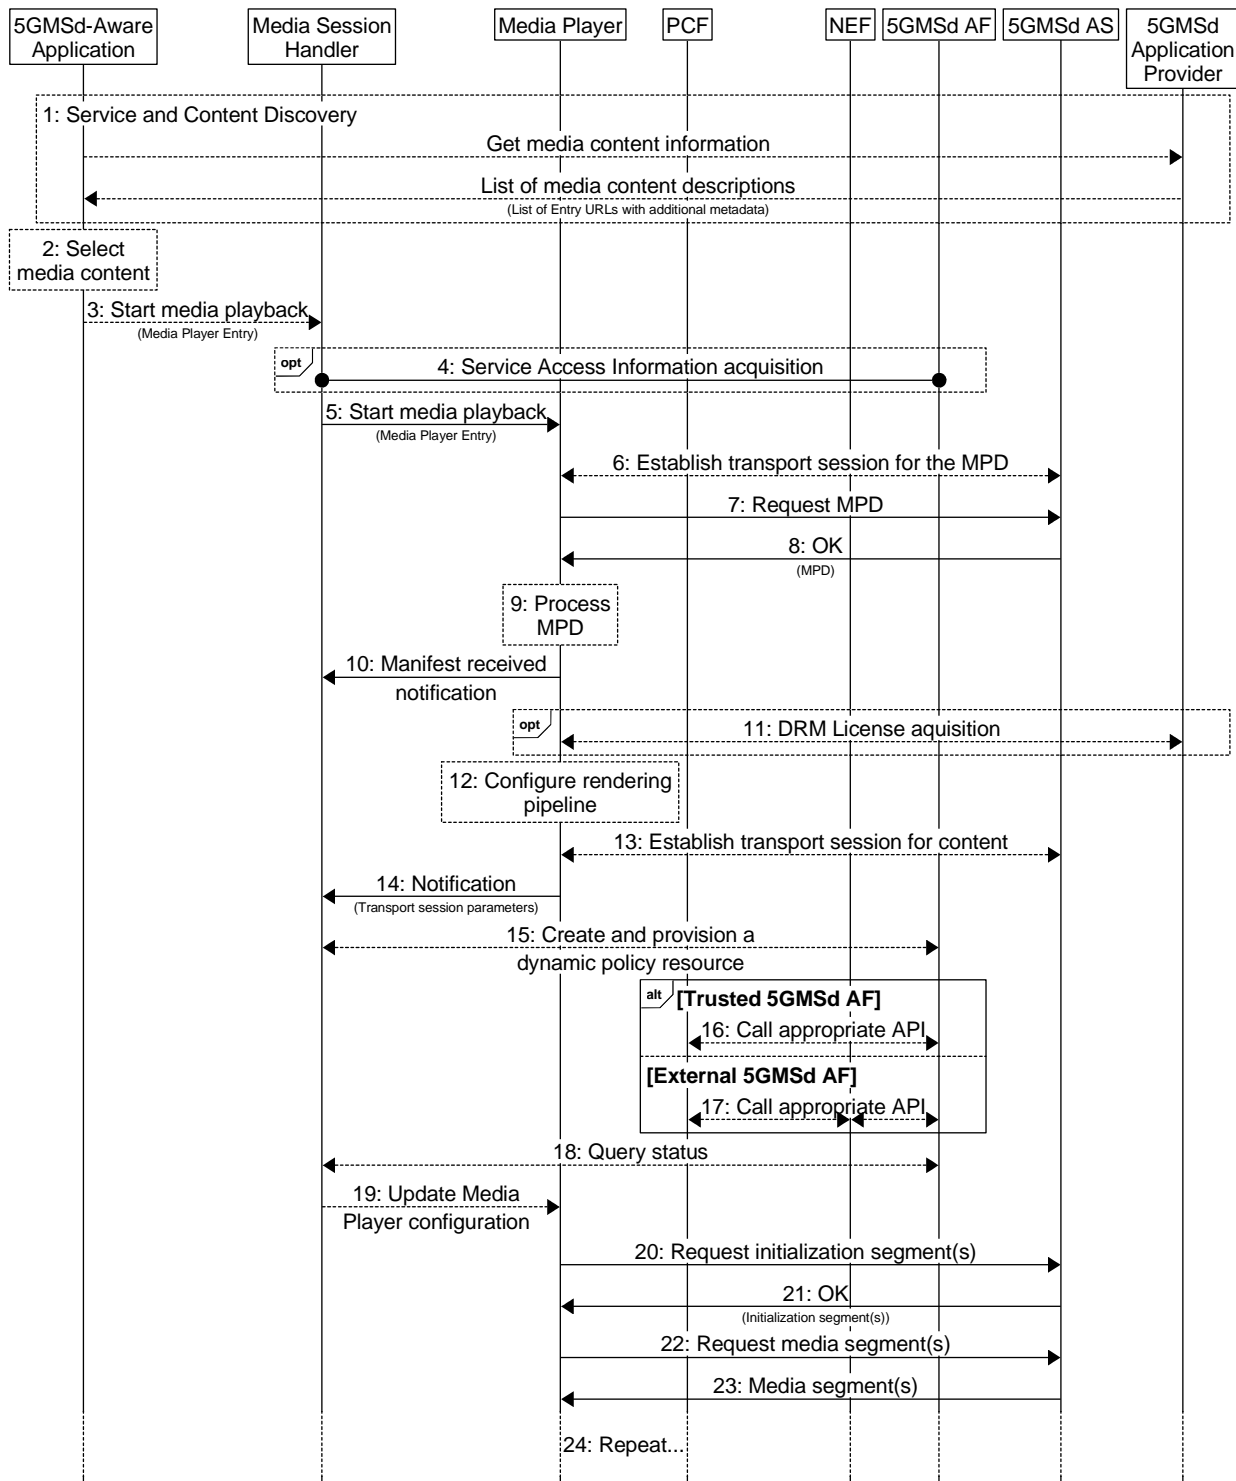 5GMSd-Aware
Application
Media Session
Handler
Media Player
PCF
NEF
5GMSd AF
5GMSd AS
5GMSd
Application
Provider
1: Service and Content Discovery
Get media content information
List of media content descriptions
(List of Entry URLs with additional metadata)
2: Select
media content
3: Start media playback
(Media Player Entry)
opt
4: Service Access Information acquisition
5: Start media playback
(Media Player Entry)
6: Establish transport session for the MPD
7: Request MPD
8: OK
(MPD)
9: Process
MPD
10: Manifest received
notification
opt
11: DRM License aquisition
12: Configure rendering
pipeline
13: Establish transport session for content
14: Notification
(Transport session parameters)
15: Create and provision a
dynamic policy resource
alt
[Trusted 5GMSd AF]
16: Call appropriate API
[External 5GMSd AF]
17: Call appropriate API
18: Query status
19: Update Media
Player configuration
20: Request initialization segment(s)
21: OK
(Initialization segment(s))
22: Request media segment(s)
23: Media segment(s)
24: Repeat...